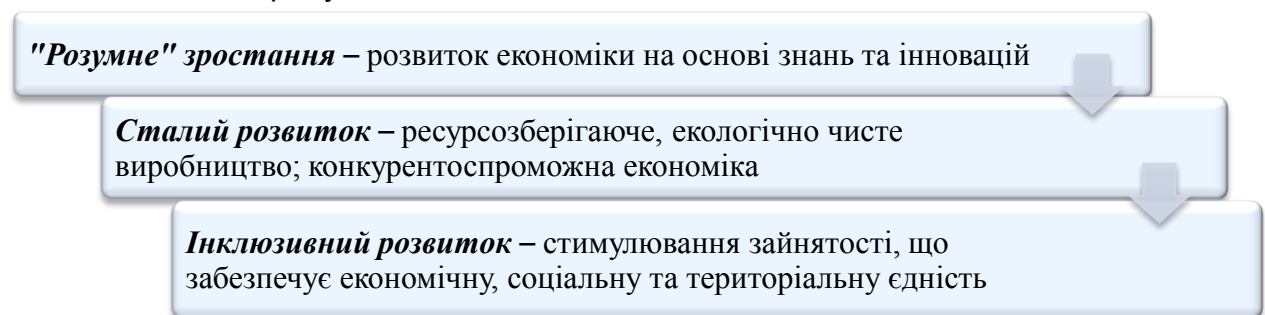 "Розумне" зростання – розвиток економіки на основі знань та інновацій
Сталий розвиток – ресурсозберігаюче, екологічно чисте
виробництво; конкурентоспроможна економіка
Інклюзивний розвиток – стимулювання зайнятості, що
забезпечує економічну, соціальну та територіальну єдність